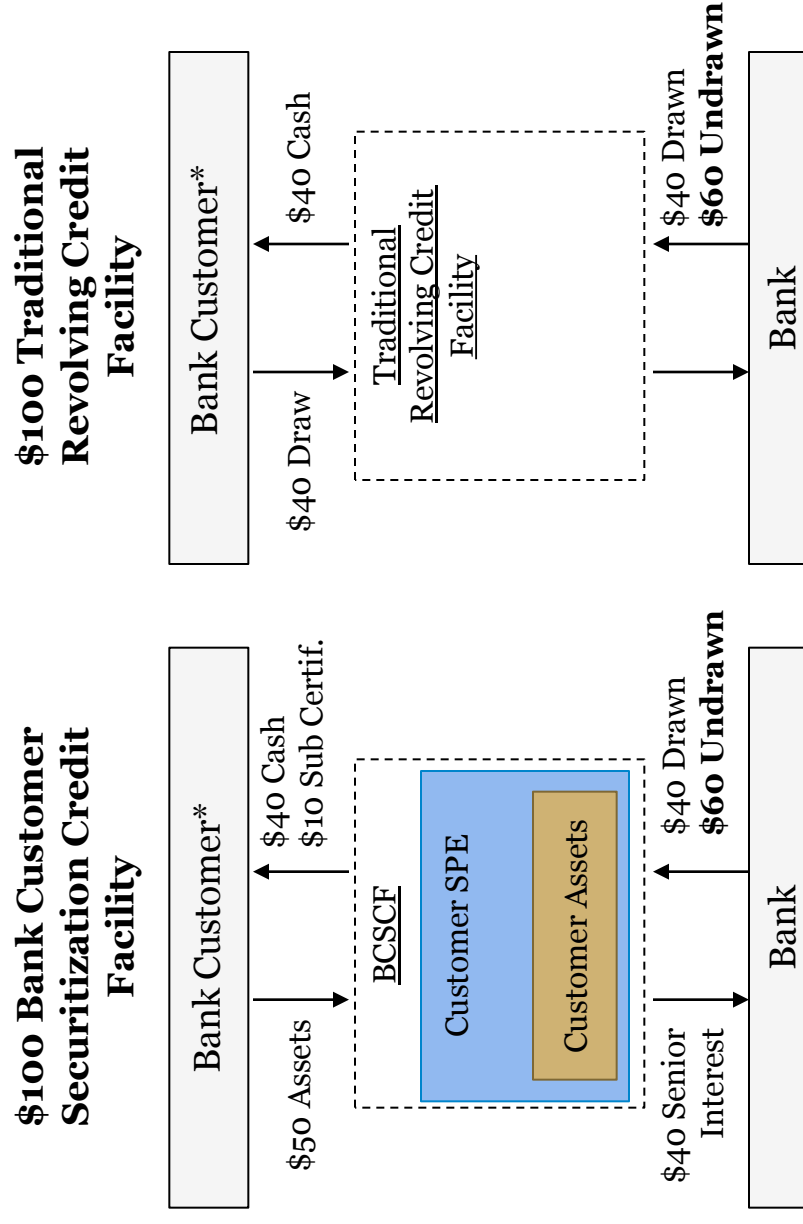 $100 Bank Customer
Securitization Credit
Facility
Bank Customer*
$50 Assets
$40 Cash
$10 Sub Certif.
BCSCF
Customer SPE
Customer Assets
$40 Senior
Interest
$40 Drawn
$60 Undrawn
Bank
$100 Traditional
Revolving Credit
Facility
Bank Customer*
$40 Draw
$40 Cash
Traditional
Revolving Credit
Facility
$40 Drawn
$60 Undrawn
Bank